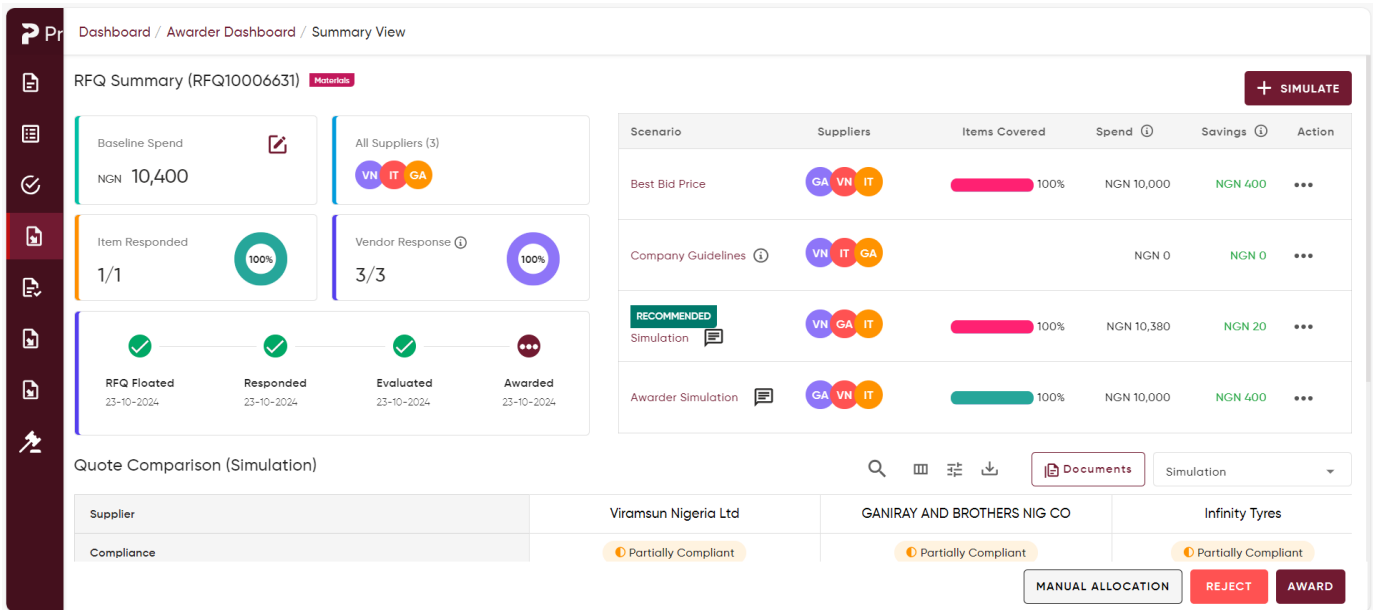 Pr
Dashboard / Awarder Dashboard / Summary View
RFQ Summary (RFQ10006631) Materials
+ SIMULATE
Baseline Spend
NGN 10,400
All Suppliers (3)
VN IT GA
Item Responded
1/1
100%
Vendor Response
3/3
100%
RFQ Floated
23-10-2024
Responded
23-10-2024
Evaluated
23-10-2024
Awarded
23-10-2024
Scenario Suppliers Items Covered Spend Savings Action
Best Bid Price GA VN IT 100% NGN 10,000 NGN 400
Company Guidelines VN IT GA NGN 0 NGN 0
RECOMMENDED
Simulation VN GA IT 100% NGN 10,380 NGN 20
Awarder Simulation GA VN IT 100% NGN 10,000 NGN 400
Quote Comparison (Simulation)
Documents
Simulation
Supplier Viramsun Nigeria Ltd GANIRAY AND BROTHERS NIG CO Infinity Tyres
Compliance Partially Compliant Partially Compliant Partially Compliant
MANUAL ALLOCATION REJECT AWARD